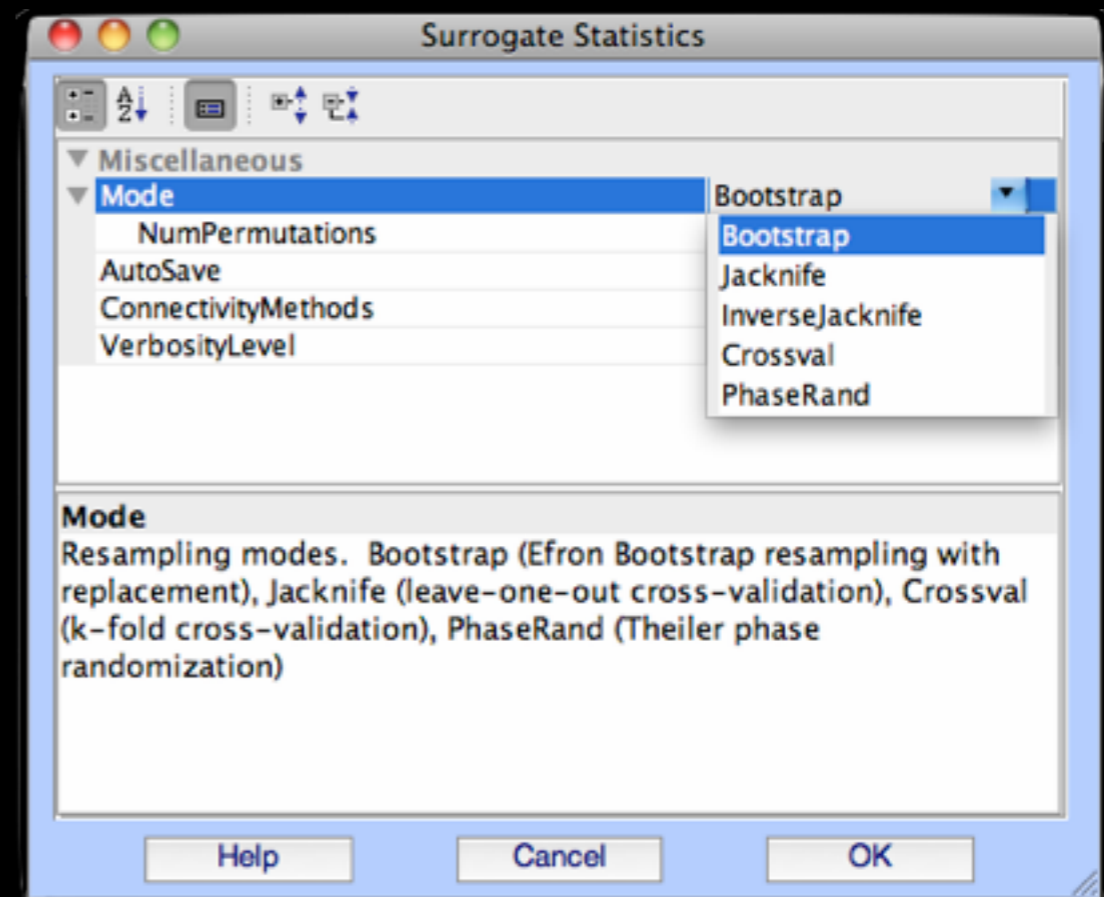 Surrogate Statistics
A
Z
Miscellaneous
Mode Bootstrap
NumPermutations Bootstrap
AutoSave Jacknife
ConnectivityMethods InverseJacknife
VerbosityLevel Crossval
PhaseRand
Mode
Resampling modes. Bootstrap (Efron Bootstrap resampling with
replacement), Jacknife (leave-one-out cross-validation), Crossval
(k-fold cross-validation), PhaseRand (Theiler phase
randomization)
Help Cancel OK